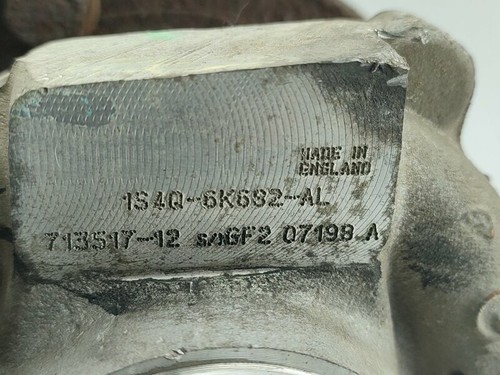 MADE IN
ENGLAND
1S4Q-6K682-AL
713517-12 s/nGF2 07198 A